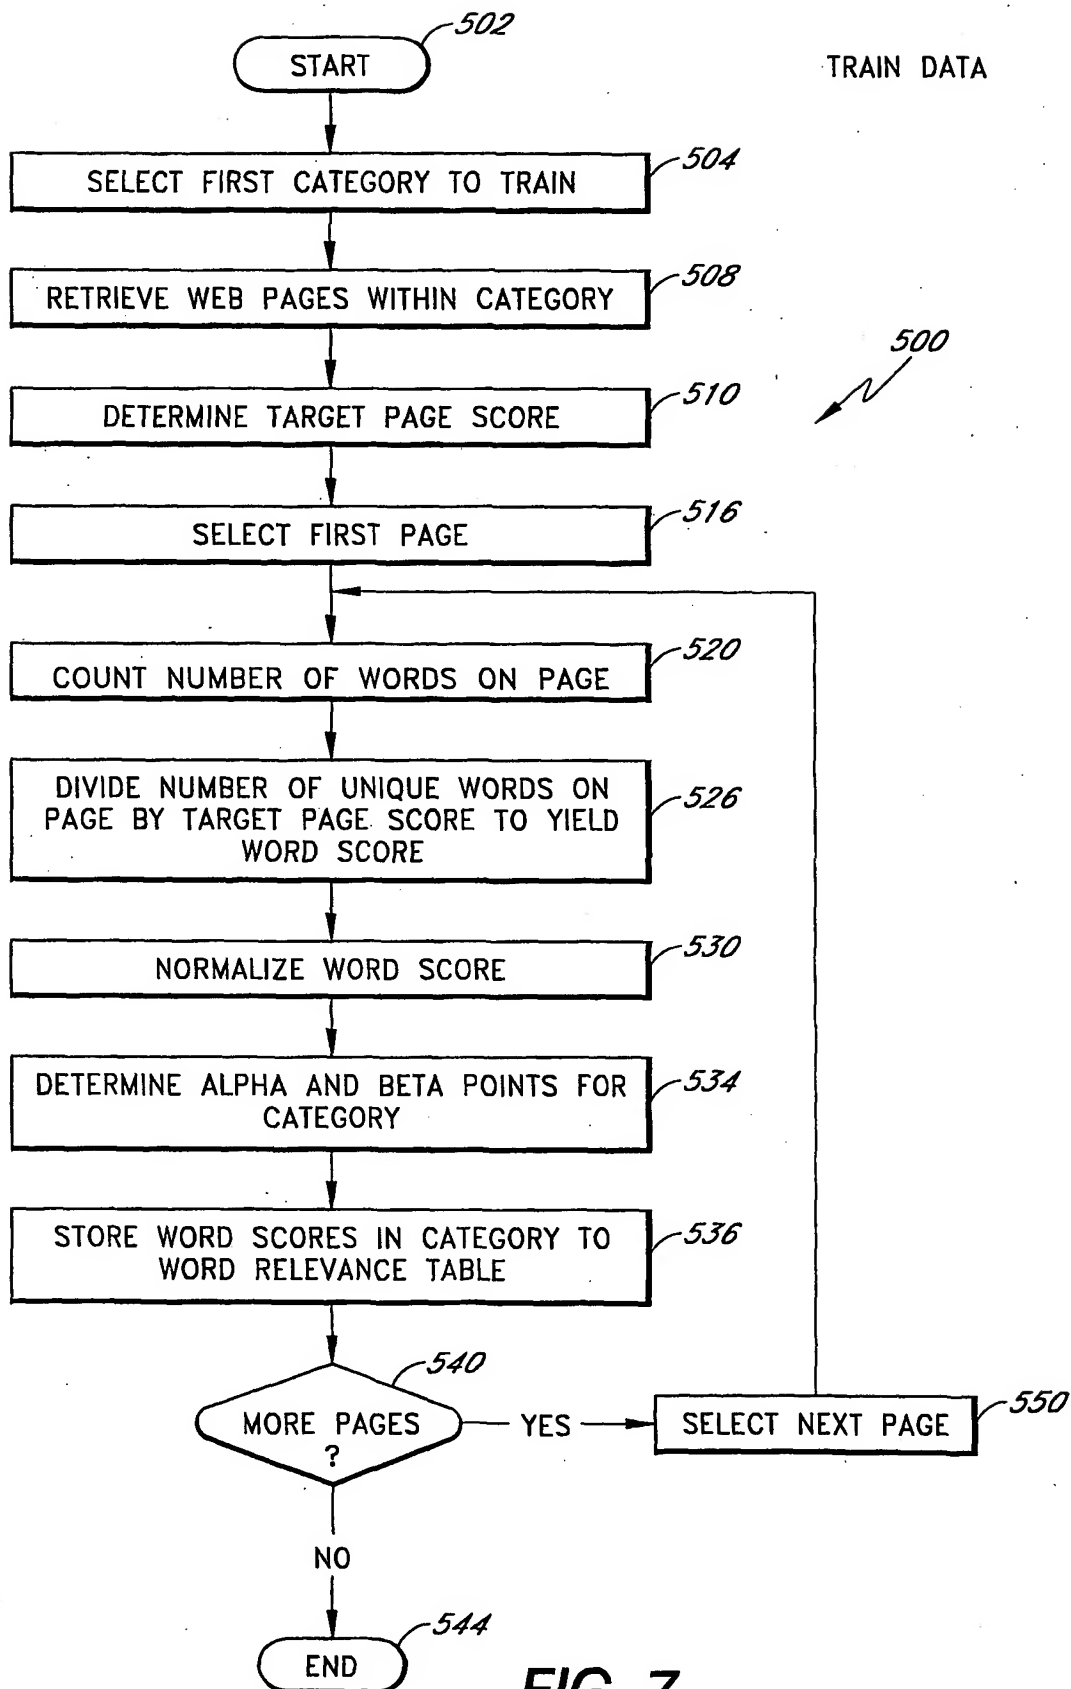 502
START
TRAIN DATA
504
SELECT FIRST CATEGORY TO TRAIN
508
RETRIEVE WEB PAGES WITHIN CATEGORY
500
510
DETERMINE TARGET PAGE SCORE
516
SELECT FIRST PAGE
520
COUNT NUMBER OF WORDS ON PAGE
526
DIVIDE NUMBER OF UNIQUE WORDS ON
PAGE BY TARGET PAGE SCORE TO YIELD
WORD SCORE
530
NORMALIZE WORD SCORE
534
DETERMINE ALPHA AND BETA POINTS FOR
CATEGORY
536
STORE WORD SCORES IN CATEGORY TO
WORD RELEVANCE TABLE
540
MORE PAGES
?
YES
SELECT NEXT PAGE
550
NO
544
END
FIG. 7